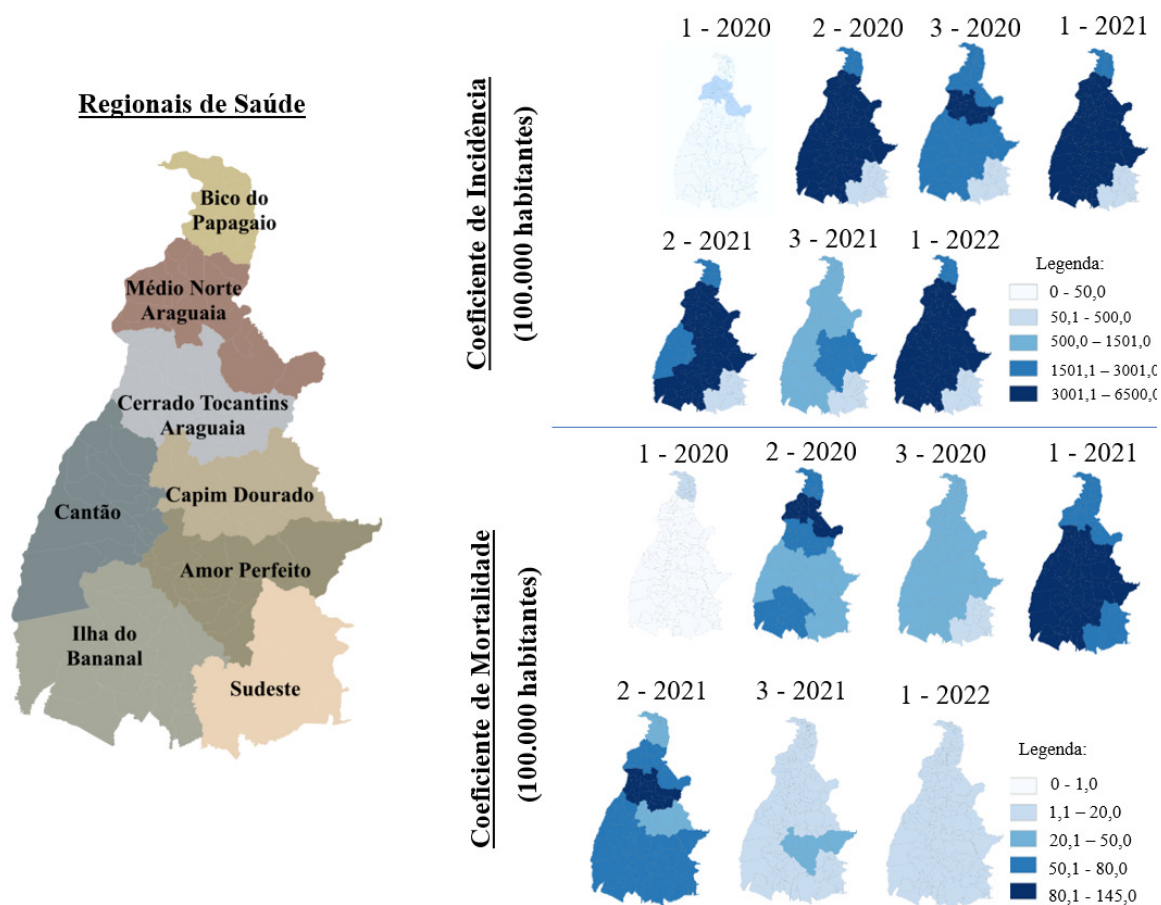 Regionais de Saúde
Bico do
Papagaio
Médio Norte
Araguaia
Cerrado Tocantins
Araguaia
Capim Dourado
Cantão
Amor Perfeito
Ilha do
Bananal
Sudeste
Coeficiente de Incidência
(100.000 habitantes)
1 - 2020
2 - 2020
3 - 2020
1 - 2021
2 - 2021
3 - 2021
1 - 2022
Legenda:
0 - 50,0
50,1 - 500,0
500,0 – 1501,0
1501,1 – 3001,0
3001,1 – 6500,0
Coeficiente de Mortalidade
(100.000 habitantes)
1 - 2020
2 - 2020
3 - 2020
1 - 2021
2 - 2021
3 - 2021
1 - 2022
Legenda:
0 - 1,0
1,1 – 20,0
20,1 – 50,0
50,1 - 80,0
80,1 - 145,0